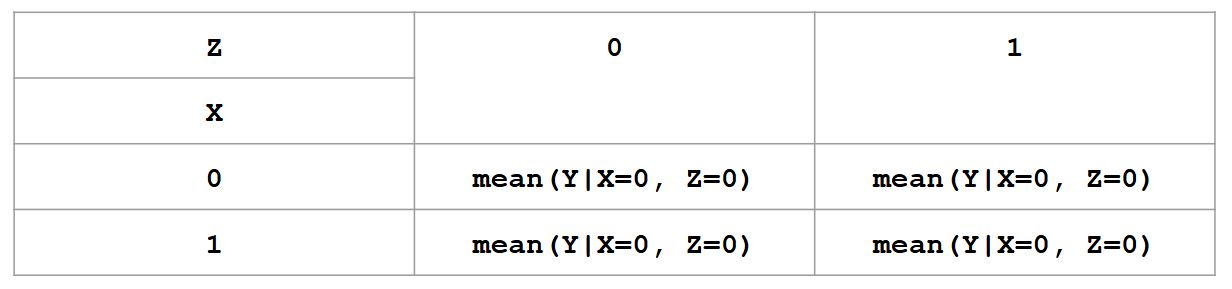 Z 0 1
X
0 mean(Y|X=0, Z=0) mean(Y|X=0, Z=0)
1 mean(Y|X=0, Z=0) mean(Y|X=0, Z=0)